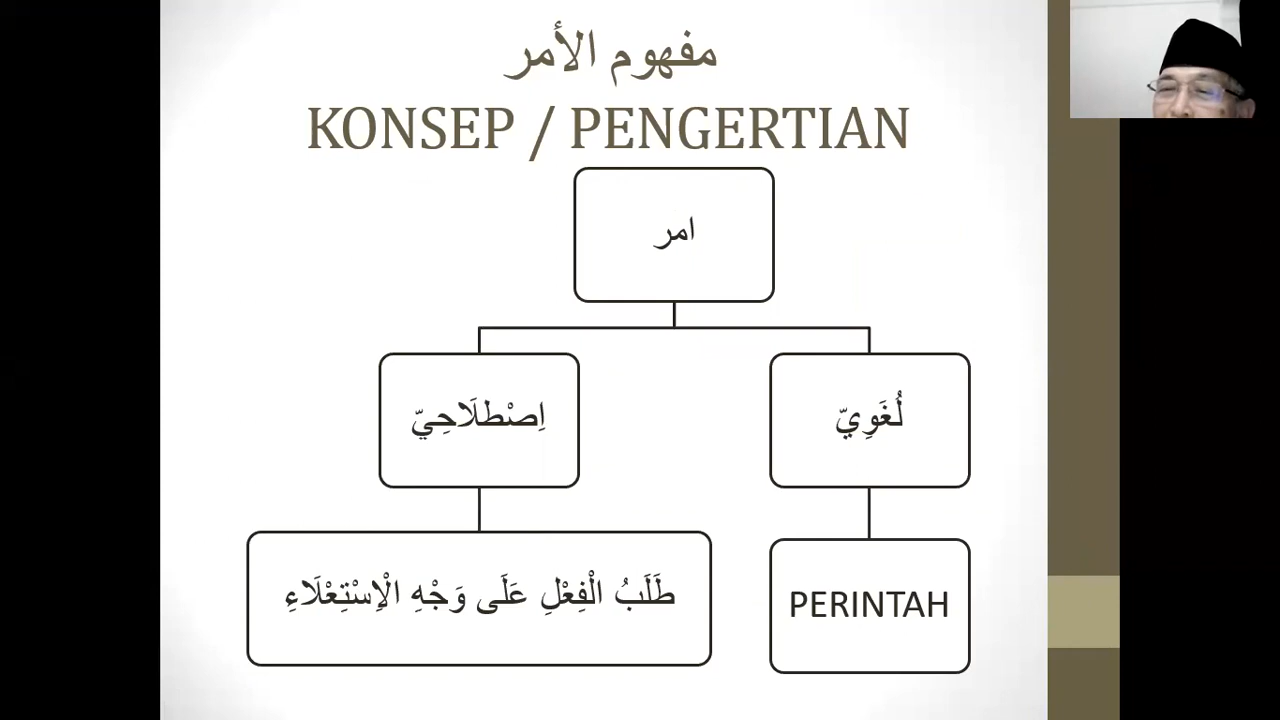 مفهوم الأمر
KONSEP / PENGERTIAN
امر
لُغَوِيّ
اِصْطلَاحِيّ
PERINTAH
طَلَبُ الْفِعْلِ عَلَى وَجْهِ الْاِسْتِعْلَاءِ